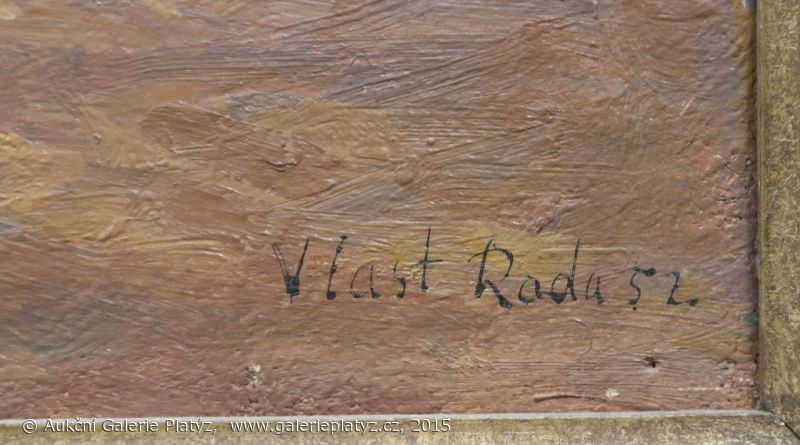 Vlast Rada 52
© Aukční Galerie Platýz, www.galerieplatyz.cz, 2015